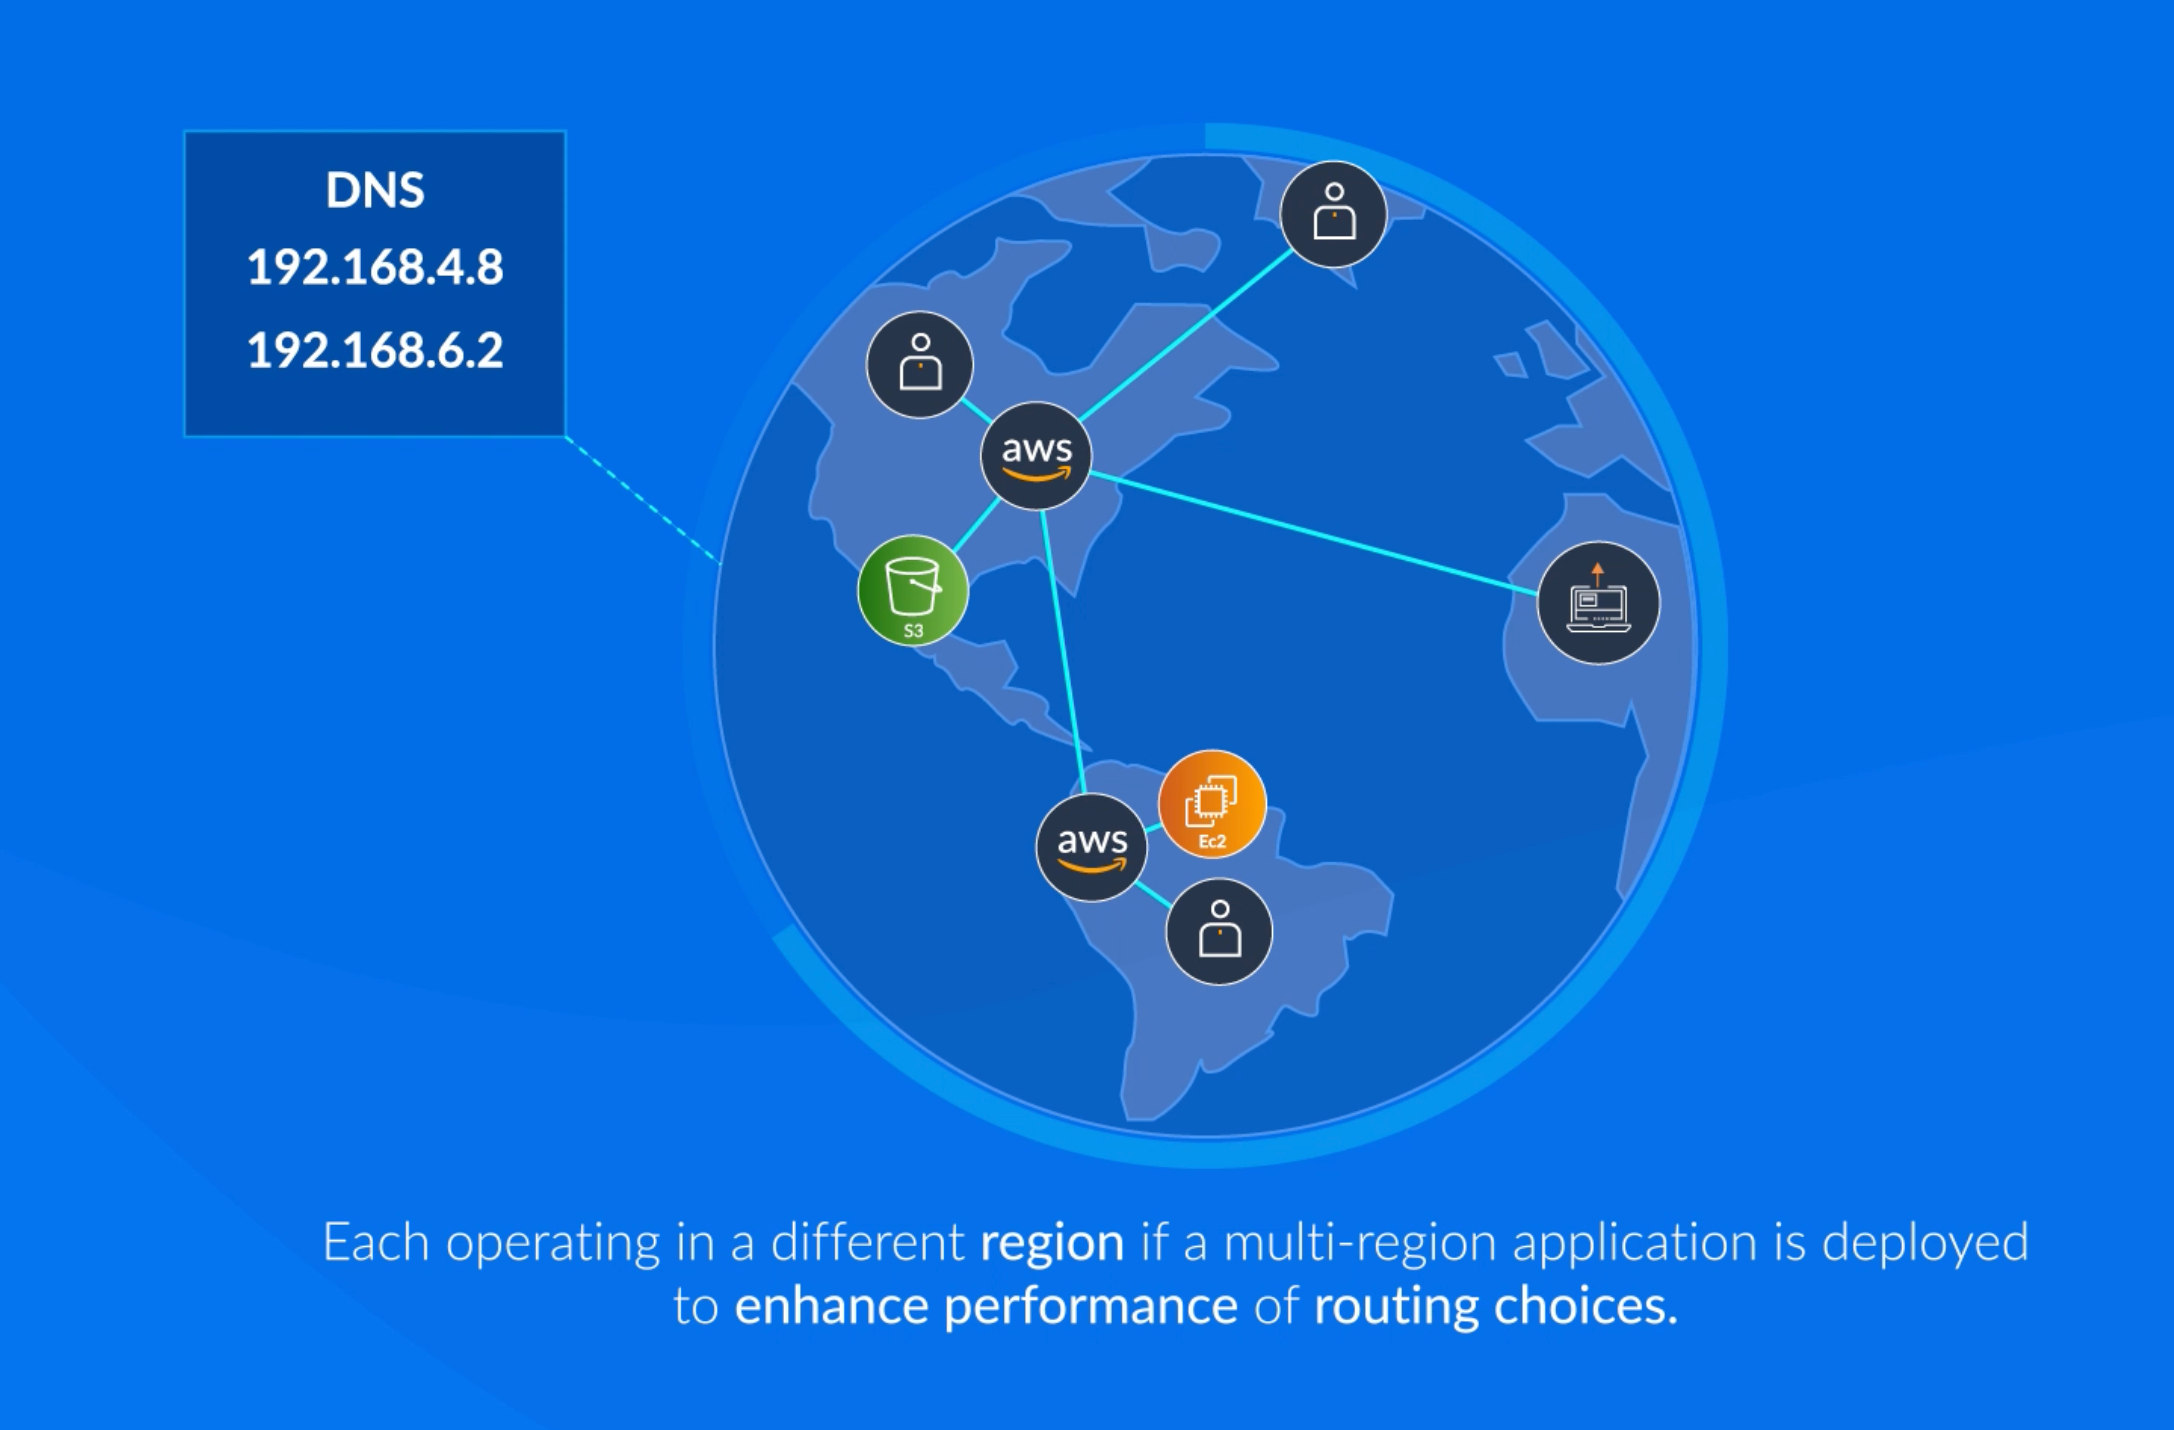 DNS
192.168.4.8
192.168.6.2
aws
S3
aws
Ec2
Each operating in a different region if a multi-region application is deployed
to enhance performance of routing choices.